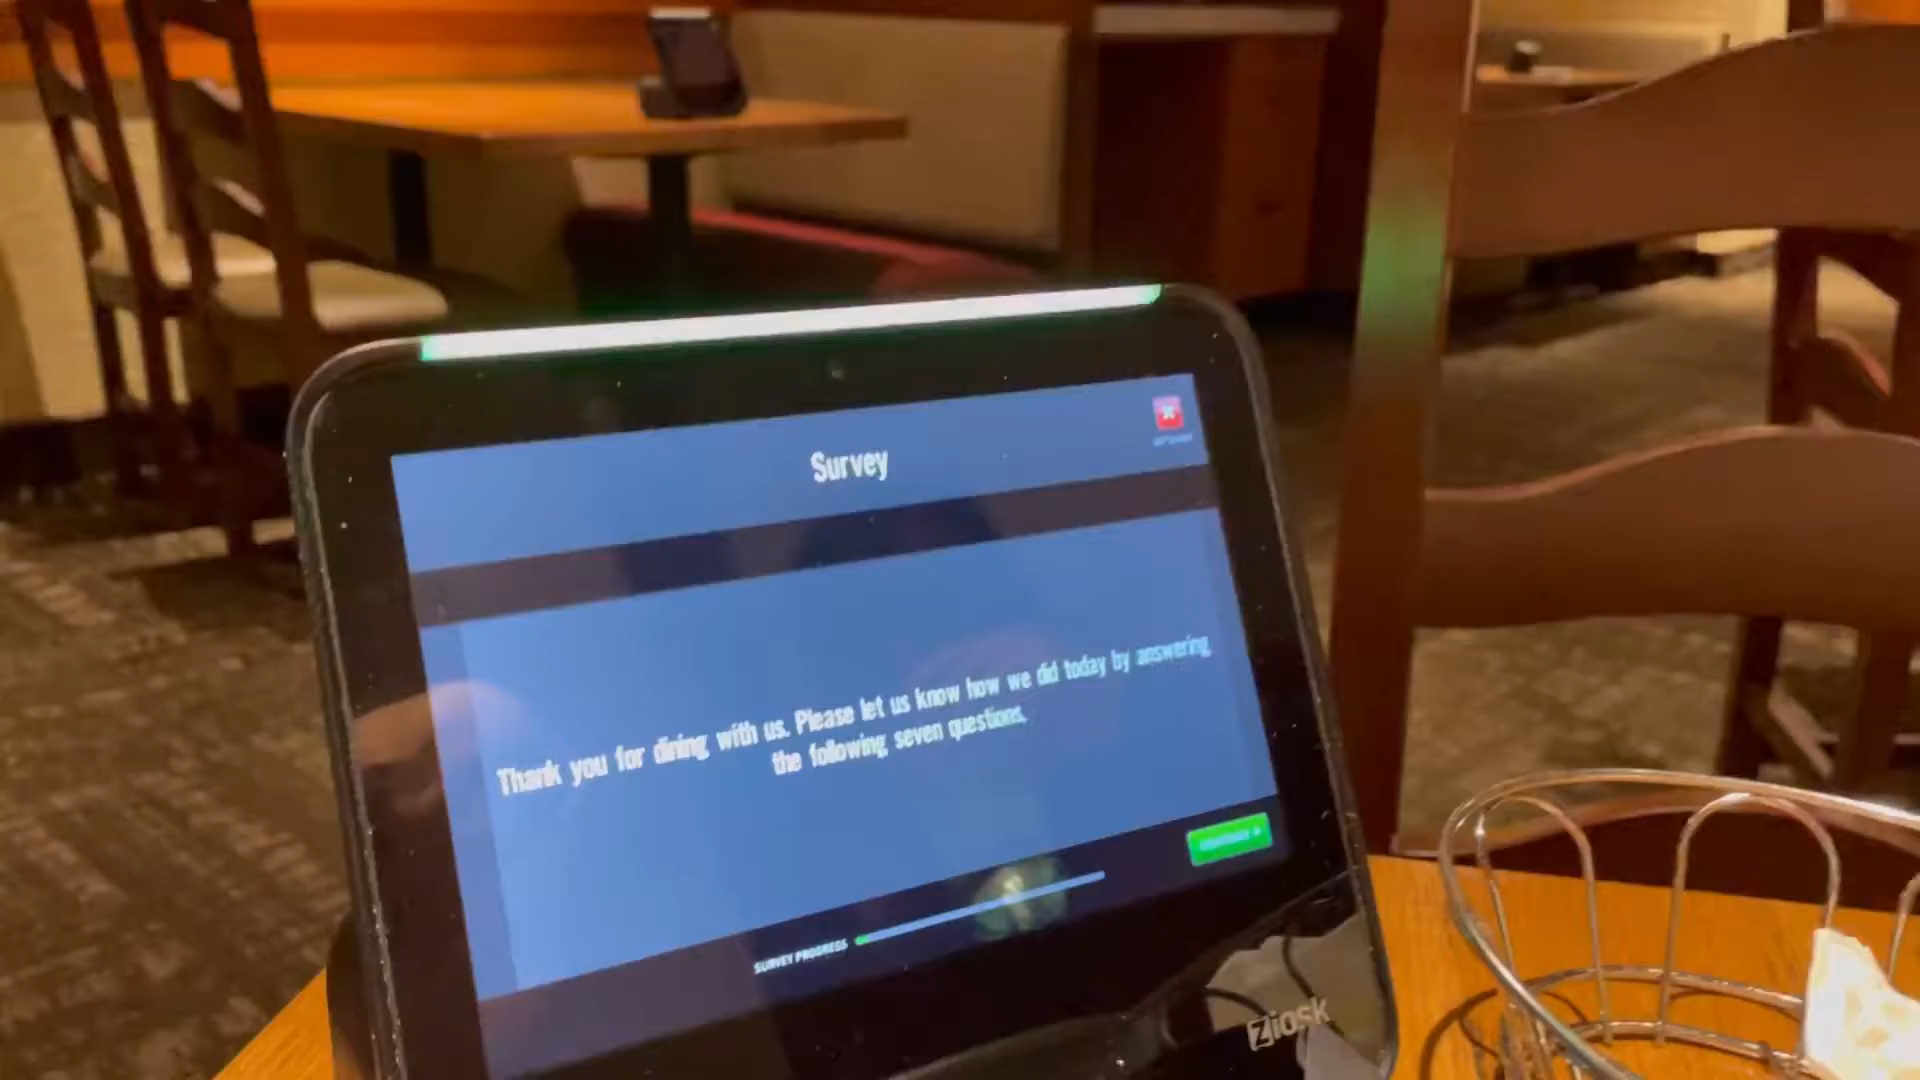 Survey
Thank you for dining with us. Please let us know how we did today by answering
the following seven questions.
SURVEY PROGRESS
Ziosk